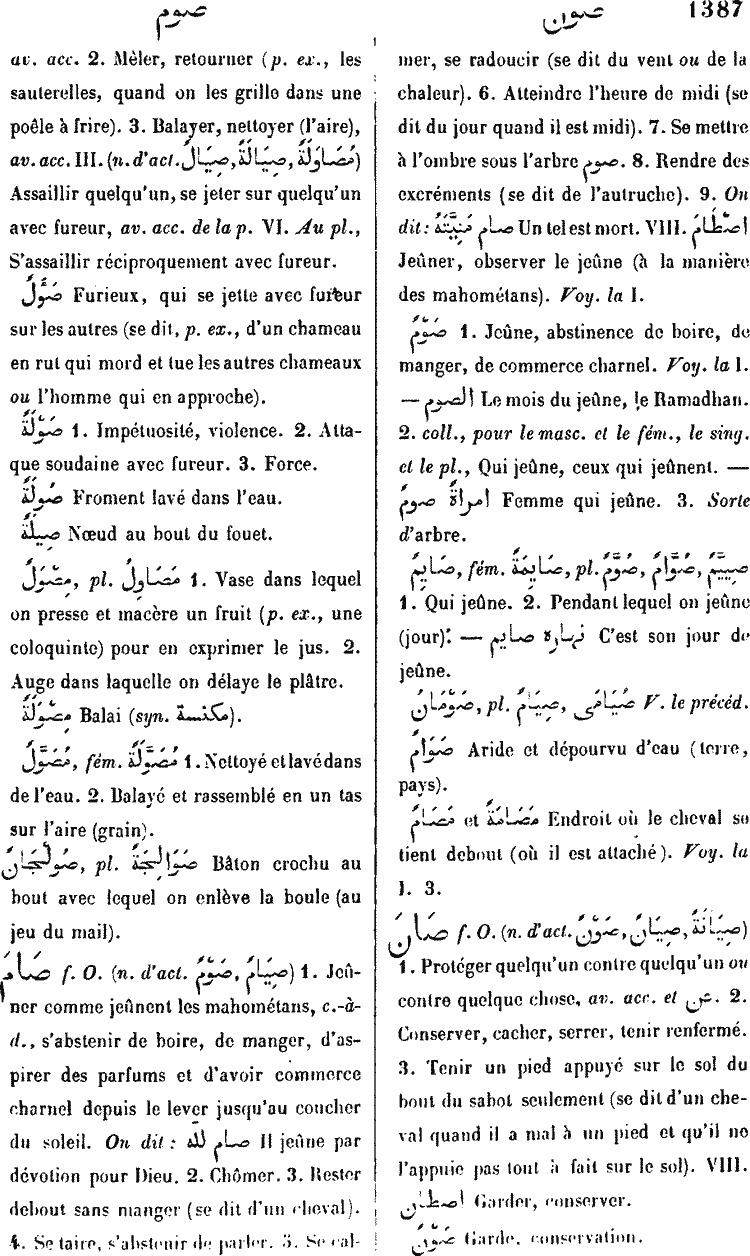 صوم
صون 1387
av. acc. 2. Mêler, retourner (p. ex., les
sauterelles, quand on les grille dans une
poêle à frire). 3. Balayer, nettoyer (l'aire),
av. acc. III. (n. d'act. صِيَالٌ, صِيَالَةٌ, مُصَاوَلَةٌ)
Assaillir quelqu'un, se jeter sur quelqu'un
avec fureur, av. acc. de la p. VI. Au pl.,
S'assaillir réciproquement avec fureur.
صَؤُلٌ Furieux, qui se jette avec fureur
sur les autres (se dit, p. ex., d'un chameau
en rut qui mord et tue les autres chameaux
ou l'homme qui en approche).
صَوْلَةٌ 1. Impétuosité, violence. 2. Atta-
que soudaine avec fureur. 3. Force.
صُولَةٌ Froment lavé dans l'eau.
صِيلَةٌ Nœud au bout du fouet.
مِصْوَلٌ, pl. مَصَاوِلُ 1. Vase dans lequel
on presse et macère un fruit (p. ex., une
coloquinte) pour en exprimer le jus. 2.
Auge dans laquelle on délaye le plâtre.
مِصْوَلَةٌ Balai (syn. مكنسة).
مُصَوَّلٌ, fém. مُصَوَّلَةٌ 1. Nettoyé et lavé dans
de l'eau. 2. Balayé et rassemblé en un tas
sur l'aire (grain).
صَوْلَجَانٌ, pl. صَوَالِجَةٌ Bâton crochu au
bout avec lequel on enlève la boule (au
jeu du mail).
صَامَ f. O. (n. d'act. صَوْمٌ, صِيَامٌ) 1. Jeû-
ner comme jeûnent les mahométans, c.-à-
d., s'abstenir de boire, de manger, d'as-
pirer des parfums et d'avoir commerce
charnel depuis le lever jusqu'au coucher
du soleil. On dit : صام لله Il jeûne par
dévotion pour Dieu. 2. Chômer. 3. Rester
debout sans manger (se dit d'un cheval).
4. Se taire, s'abstenir de parler. 5. Se cal-
mer, se radoucir (se dit du vent ou de la
chaleur). 6. Atteindre l'heure de midi (se
dit du jour quand il est midi). 7. Se mettre
à l'ombre sous l'arbre صوم. 8. Rendre des
excréments (se dit de l'autruche). 9. On
dit : صام مَنِيَّتَهُ Un tel est mort. VIII. اصْطَامَ
Jeûner, observer le jeûne (à la manière
des mahométans). Voy. la I.
صَوْمٌ 1. Jeûne, abstinence de boire, de
manger, de commerce charnel. Voy. la I.
— الصوم Le mois du jeûne, le Ramadhan.
2. coll., pour le masc. et le fém., le sing.
et le pl., Qui jeûne, ceux qui jeûnent. —
امراة صومٌ Femme qui jeûne. 3. Sorte
d'arbre.
صَايِمٌ, fém. صَايِمَةٌ, pl. صُوَّمٌ, صُوَّامٌ, صُيَّمٌ
1. Qui jeûne. 2. Pendant lequel on jeûne
(jour): — نهاره صايم C'est son jour de
jeûne.
صَوْمَانُ, pl. صِيَامٌ, صَيَامَى V. le précéd.
صَوَامٌ Aride et dépourvu d'eau (terre,
pays).
مَصَامٌ et مَصَامَةٌ Endroit où le cheval se
tient debout (où il est attaché). Voy. la
I. 3.
صَانَ f. O. (n. d'act. صَوْنٌ, صِيَانٌ, صِيَانَةٌ)
1. Protéger quelqu'un contre quelqu'un ou
contre quelque chose, av. acc. et عن. 2.
Conserver, cacher, serrer, tenir renfermé.
3. Tenir un pied appuyé sur le sol du
bout du sabot seulement (se dit d'un che-
val quand il a mal à un pied et qu'il ne
l'appuie pas tout à fait sur le sol). VIII.
اصطان Garder, conserver.
صَوْنٌ Garde, conservation.